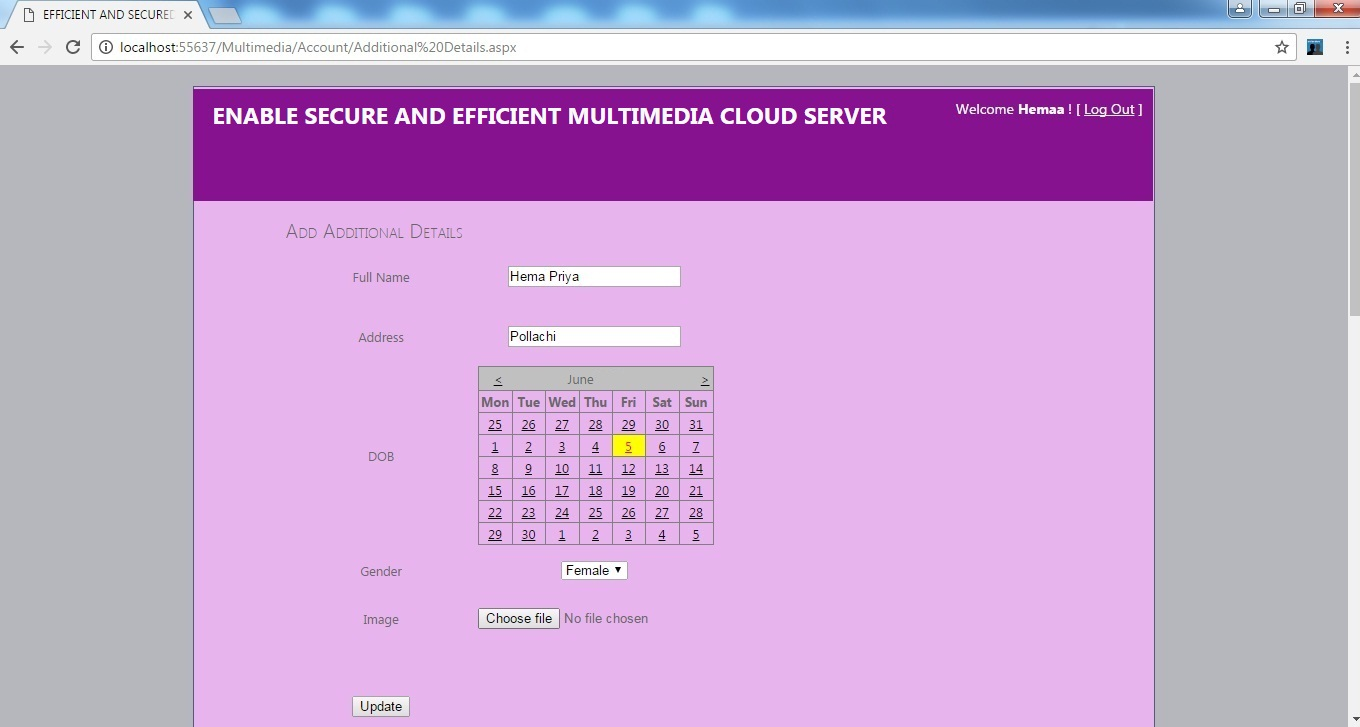 EFFICIENT AND SECURED
localhost:55637/Multimedia/Account/Additional%20Details.aspx
ENABLE SECURE AND EFFICIENT MULTIMEDIA CLOUD SERVER
Welcome Hemaa ! [ Log Out ]
Add Additional Details
Full Name Hema Priya
Address Pollachi
< June >
Mon Tue Wed Thu Fri Sat Sun
25 26 27 28 29 30 31
1 2 3 4 5 6 7
DOB
8 9 10 11 12 13 14
15 16 17 18 19 20 21
22 23 24 25 26 27 28
29 30 1 2 3 4 5
Gender Female
Image Choose file No file chosen
Update